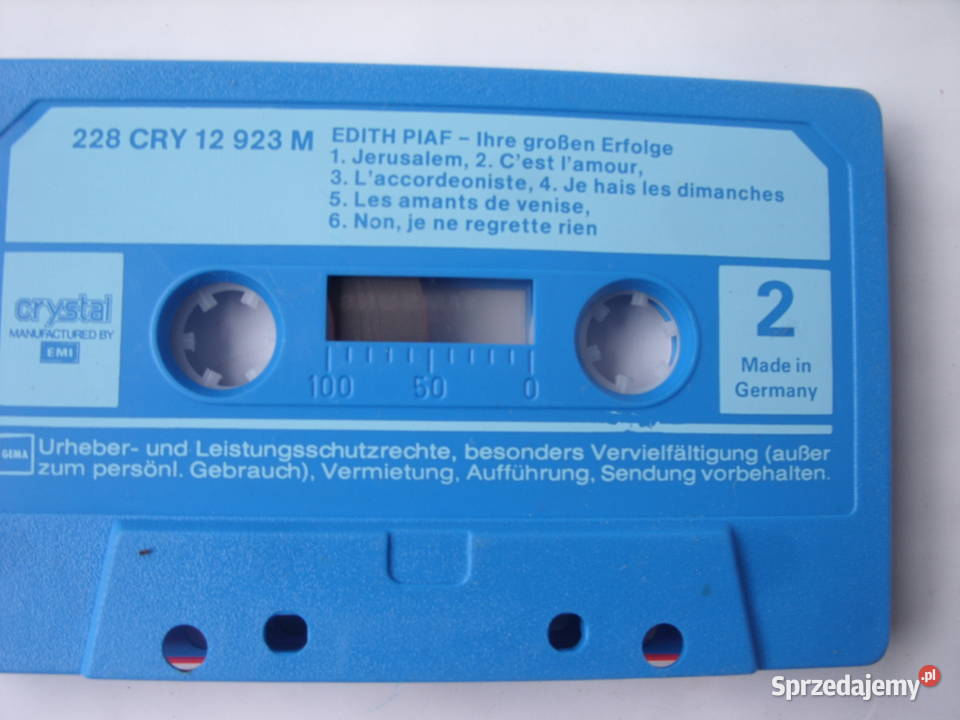 228 CRY 12 923 M
EDITH PIAF – Ihre großen Erfolge
1. Jerusalem, 2. C'est l'amour,
3. L'accordeoniste, 4. Je hais les dimanches
5. Les amants de venise,
6. Non, je ne regrette rien
crystal
MANUFACTURED BY
EMI
100 50 0
2
Made in
Germany
GEMA
Urheber- und Leistungsschutzrechte, besonders Vervielfältigung (außer
zum persönl. Gebrauch), Vermietung, Aufführung, Sendung vorbehalten.
Sprzedajemy.pl